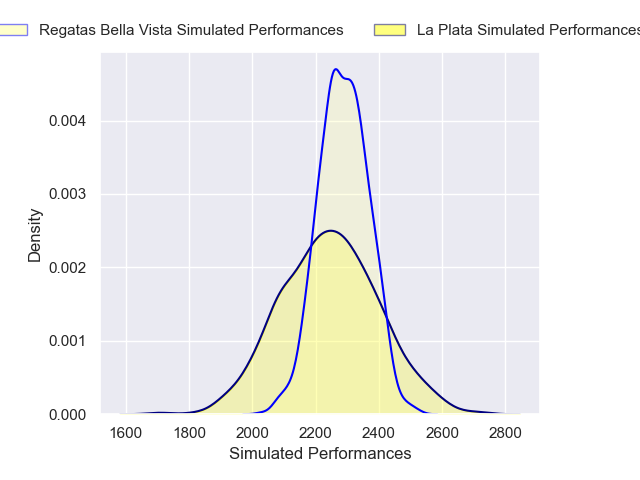 Regatas Bella Vista Simulated Performances La Plata Simulated Performances
0.004
0.003
0.002
0.001
0.000
Density
1600 1800 2000 2200 2400 2600 2800
Simulated Performances